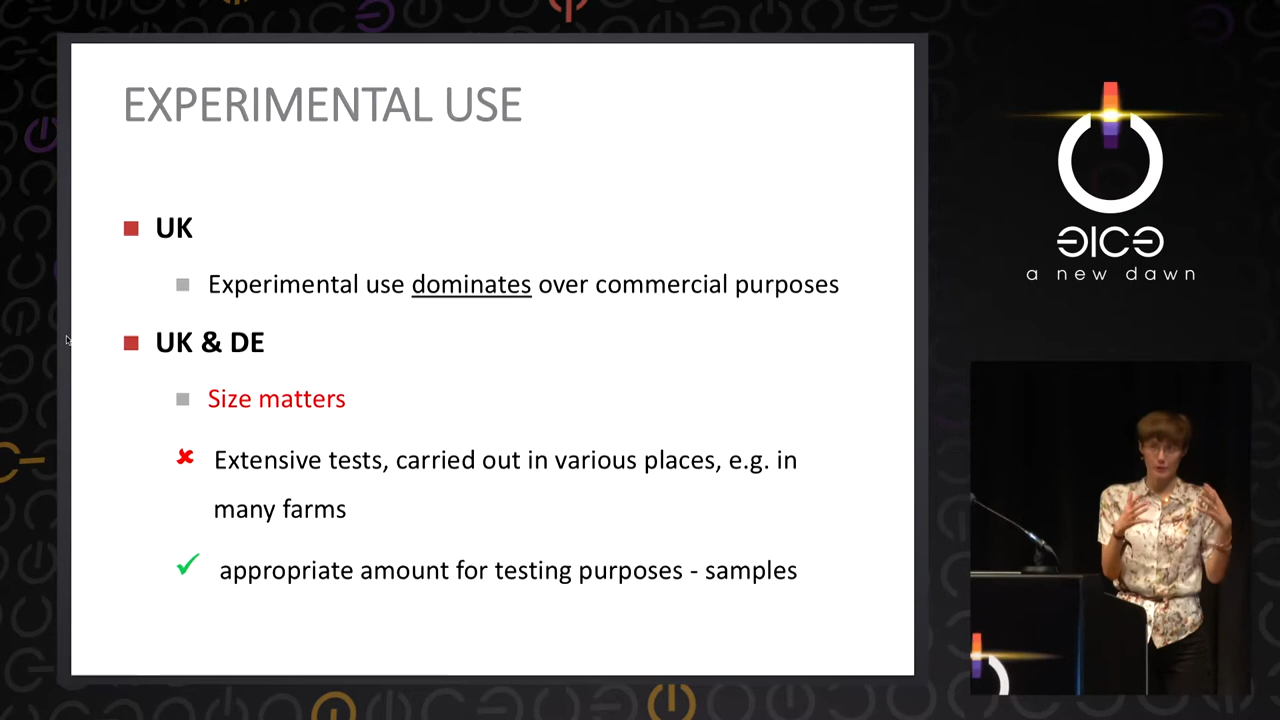 EXPERIMENTAL USE
UK
Experimental use dominates over commercial purposes
UK & DE
Size matters
Extensive tests, carried out in various places, e.g. in
many farms
appropriate amount for testing purposes - samples
a new dawn